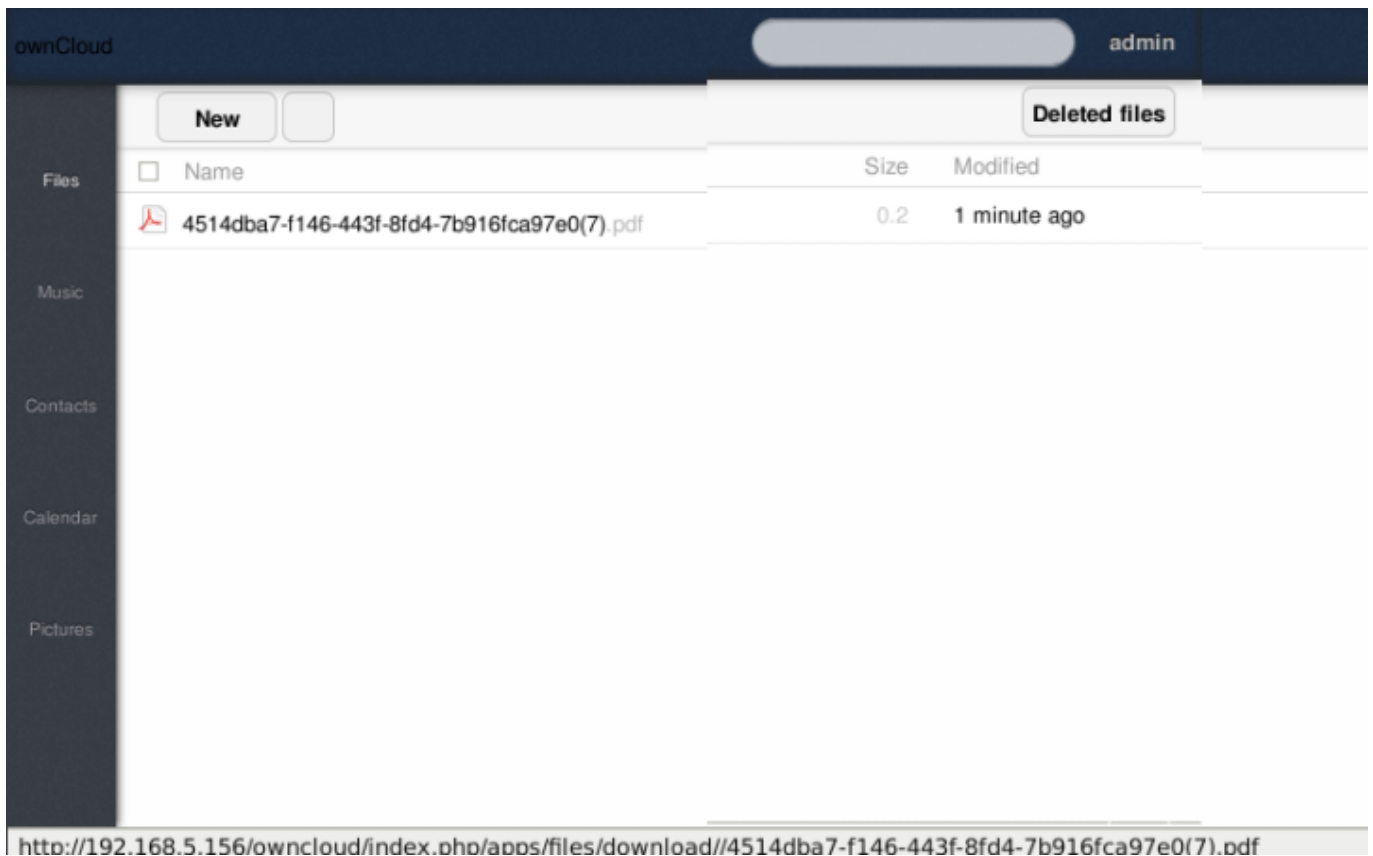 ownCloud admin
New Deleted files
Name Size Modified
4514dba7-f146-443f-8fd4-7b916fca97e0(7).pdf 0.2 1 minute ago
Files
Music
Contacts
Calendar
Pictures
http://192.168.5.156/owncloud/index.php/apps/files/download//4514dba7-f146-443f-8fd4-7b916fca97e0(7).pdf